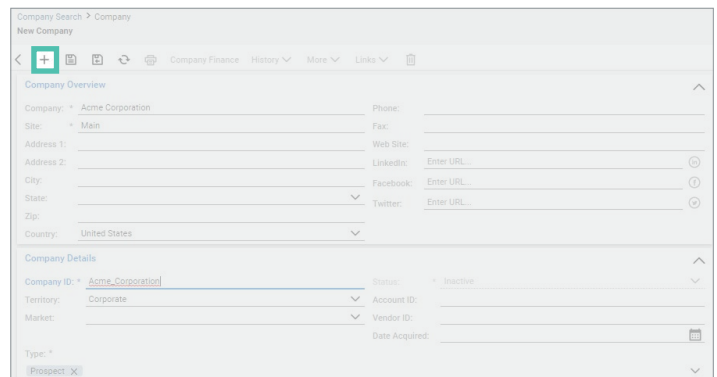 Company Search > Company
New Company
Company Finance History More Links
Company Overview
Company: * Acme Corporation
Phone:
Site: * Main
Fax:
Address 1:
Web Site:
Address 2:
LinkedIn: Enter URL...
City:
Facebook: Enter URL...
State:
Twitter: Enter URL...
Zip:
Country: United States
Company Details
Company ID: * Acme_Corporation
Status: * Inactive
Territory: Corporate
Account ID:
Market:
Vendor ID:
Date Acquired:
Type: *
Prospect X